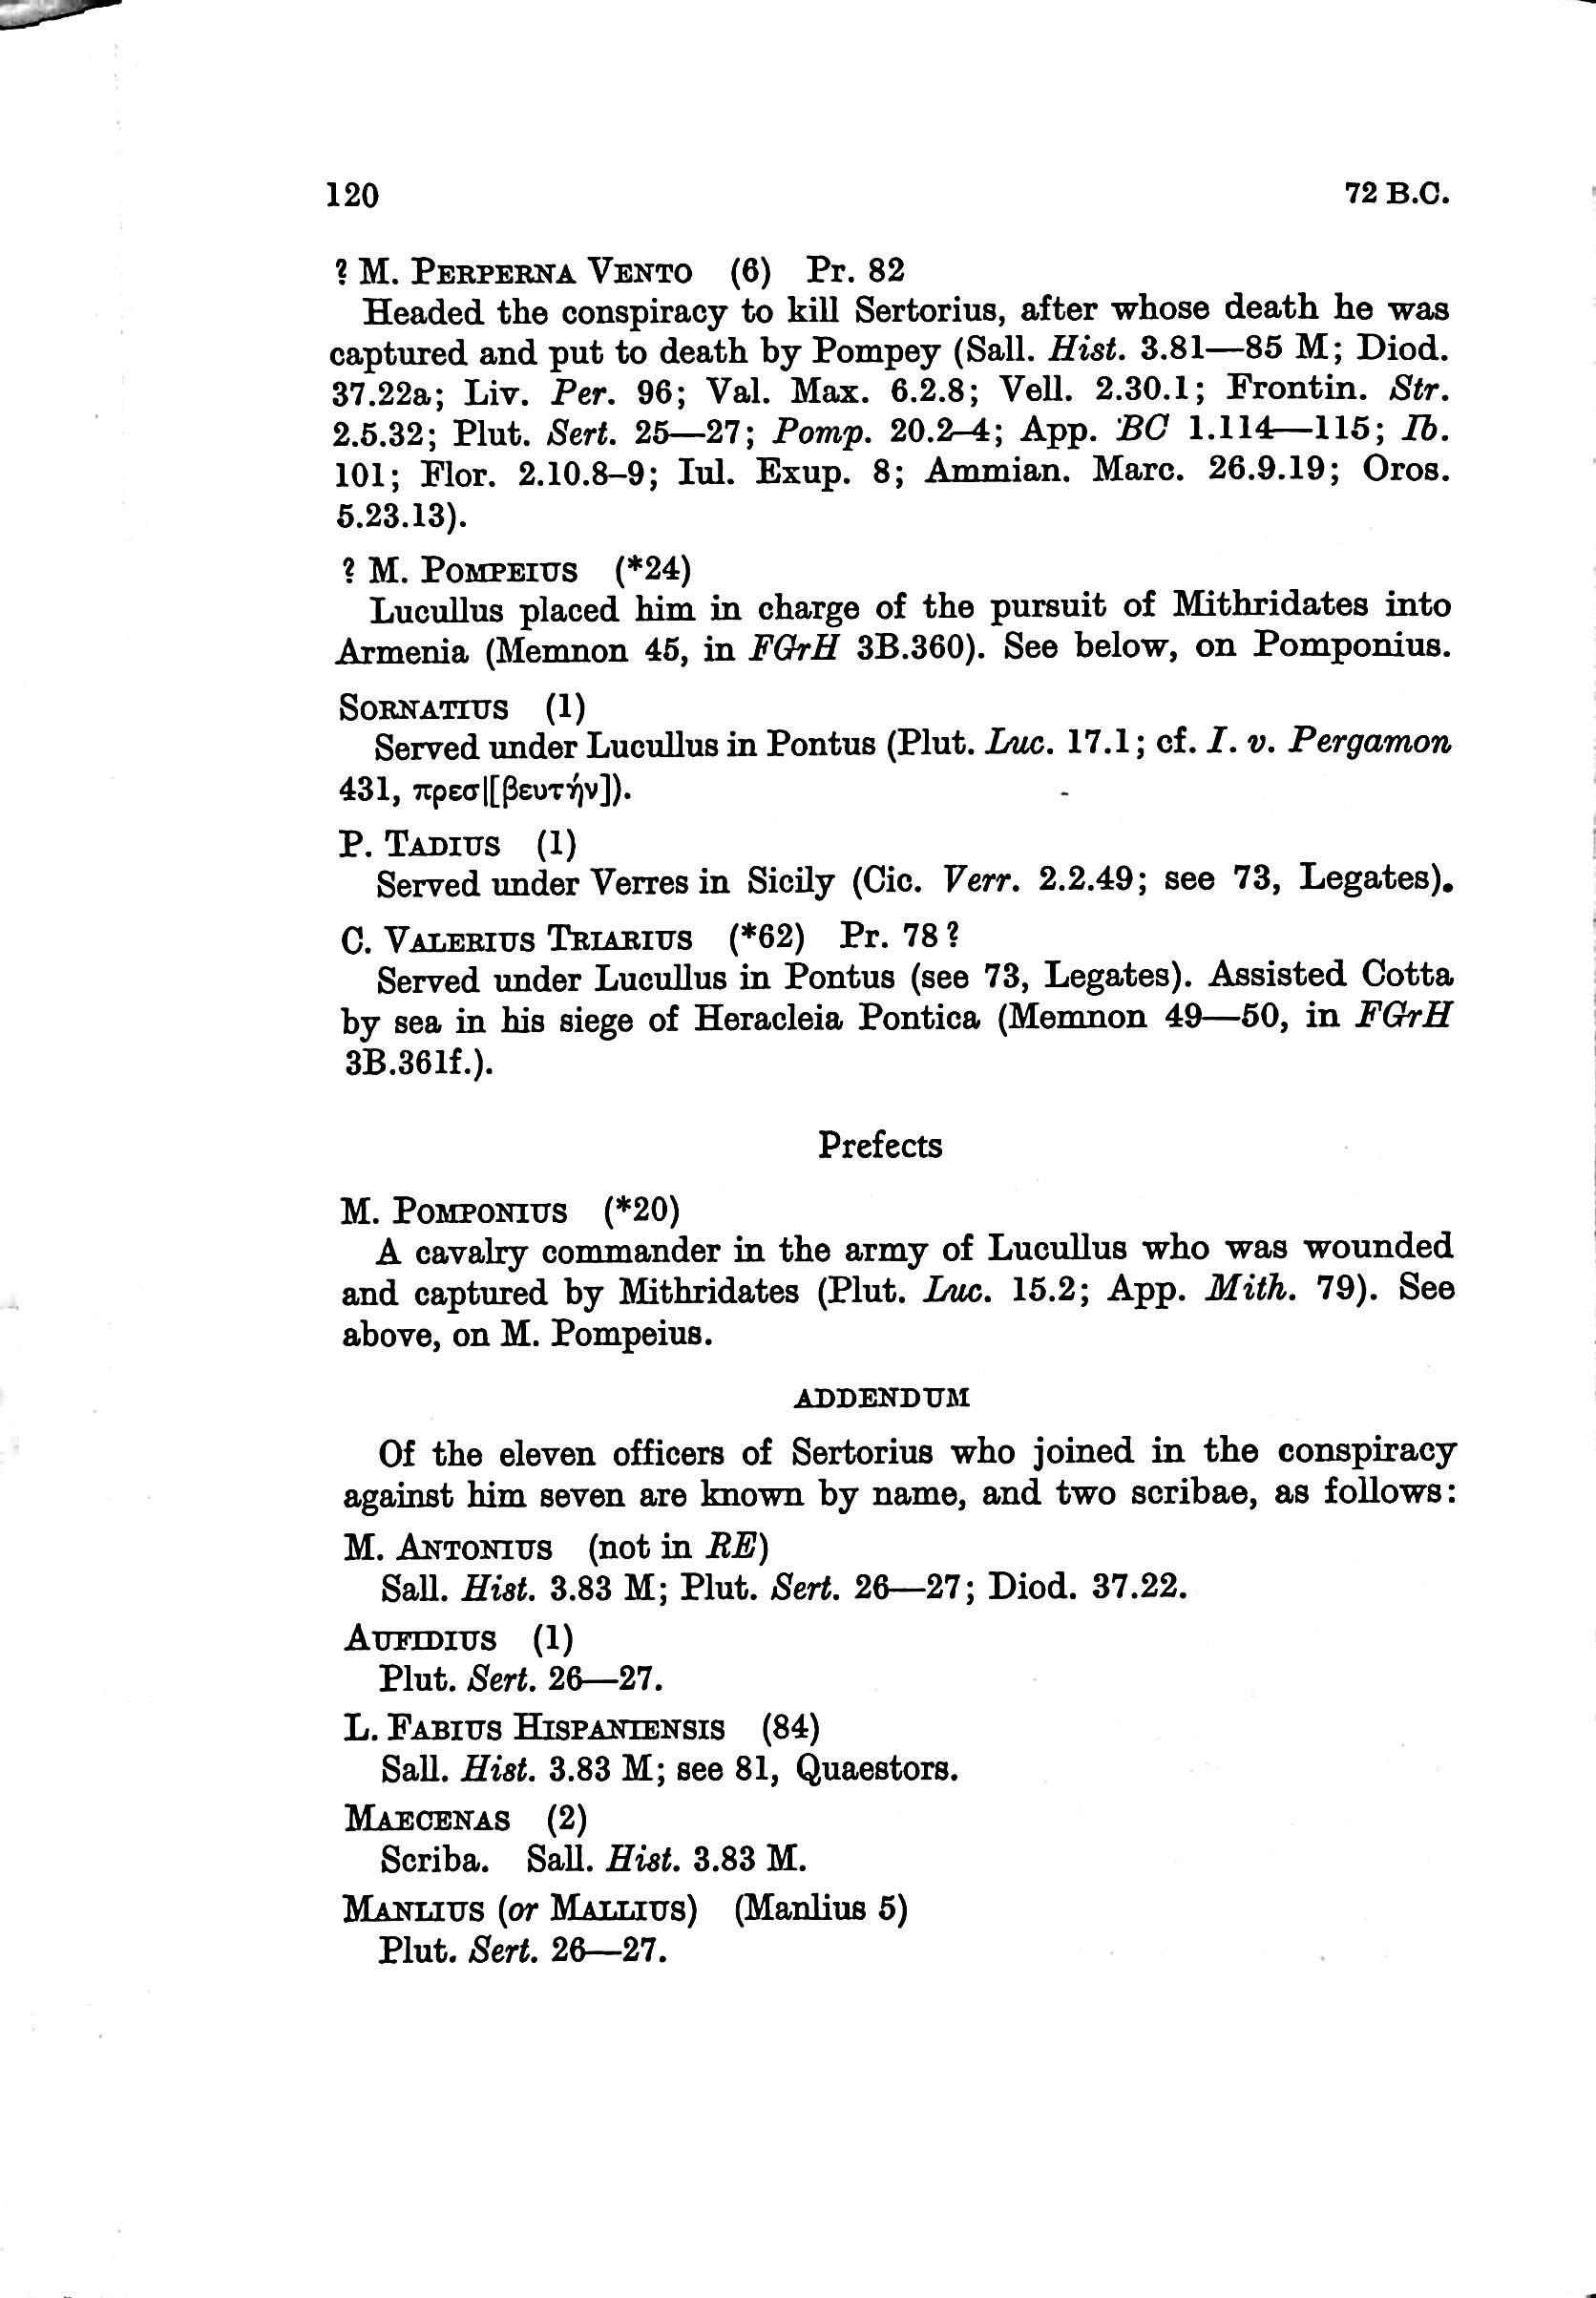 120 72 B.C.
? M. PERPERNA VENTO (6) Pr. 82
Headed the conspiracy to kill Sertorius, after whose death he was
captured and put to death by Pompey (Sall. Hist. 3.81—85 M; Diod.
37.22a; Liv. Per. 96; Val. Max. 6.2.8; Vell. 2.30.1; Frontin. Str.
2.5.32; Plut. Sert. 25—27; Pomp. 20.2–4; App. BC 1.114—115; Ib.
101; Flor. 2.10.8–9; Iul. Exup. 8; Ammian. Marc. 26.9.19; Oros.
5.23.13).
? M. POMPEIUS (*24)
Lucullus placed him in charge of the pursuit of Mithridates into
Armenia (Memnon 45, in FGrH 3B.360). See below, on Pomponius.
SORNATIUS (1)
Served under Lucullus in Pontus (Plut. Luc. 17.1; cf. I. v. Pergamon
431, πρεσ|[βευτήν]).
P. TADIUS (1)
Served under Verres in Sicily (Cic. Verr. 2.2.49; see 73, Legates).
C. VALERIUS TRIARIUS (*62) Pr. 78?
Served under Lucullus in Pontus (see 73, Legates). Assisted Cotta
by sea in his siege of Heracleia Pontica (Memnon 49—50, in FGrH
3B.361f.).
Prefects
M. POMPONIUS (*20)
A cavalry commander in the army of Lucullus who was wounded
and captured by Mithridates (Plut. Luc. 15.2; App. Mith. 79). See
above, on M. Pompeius.
ADDENDUM
Of the eleven officers of Sertorius who joined in the conspiracy
against him seven are known by name, and two scribae, as follows:
M. ANTONIUS (not in RE)
Sall. Hist. 3.83 M; Plut. Sert. 26—27; Diod. 37.22.
AUFIDIUS (1)
Plut. Sert. 26—27.
L. FABIUS HISPANIENSIS (84)
Sall. Hist. 3.83 M; see 81, Quaestors.
MAECENAS (2)
Scriba. Sall. Hist. 3.83 M.
MANLIUS (or MALLIUS) (Manlius 5)
Plut. Sert. 26—27.